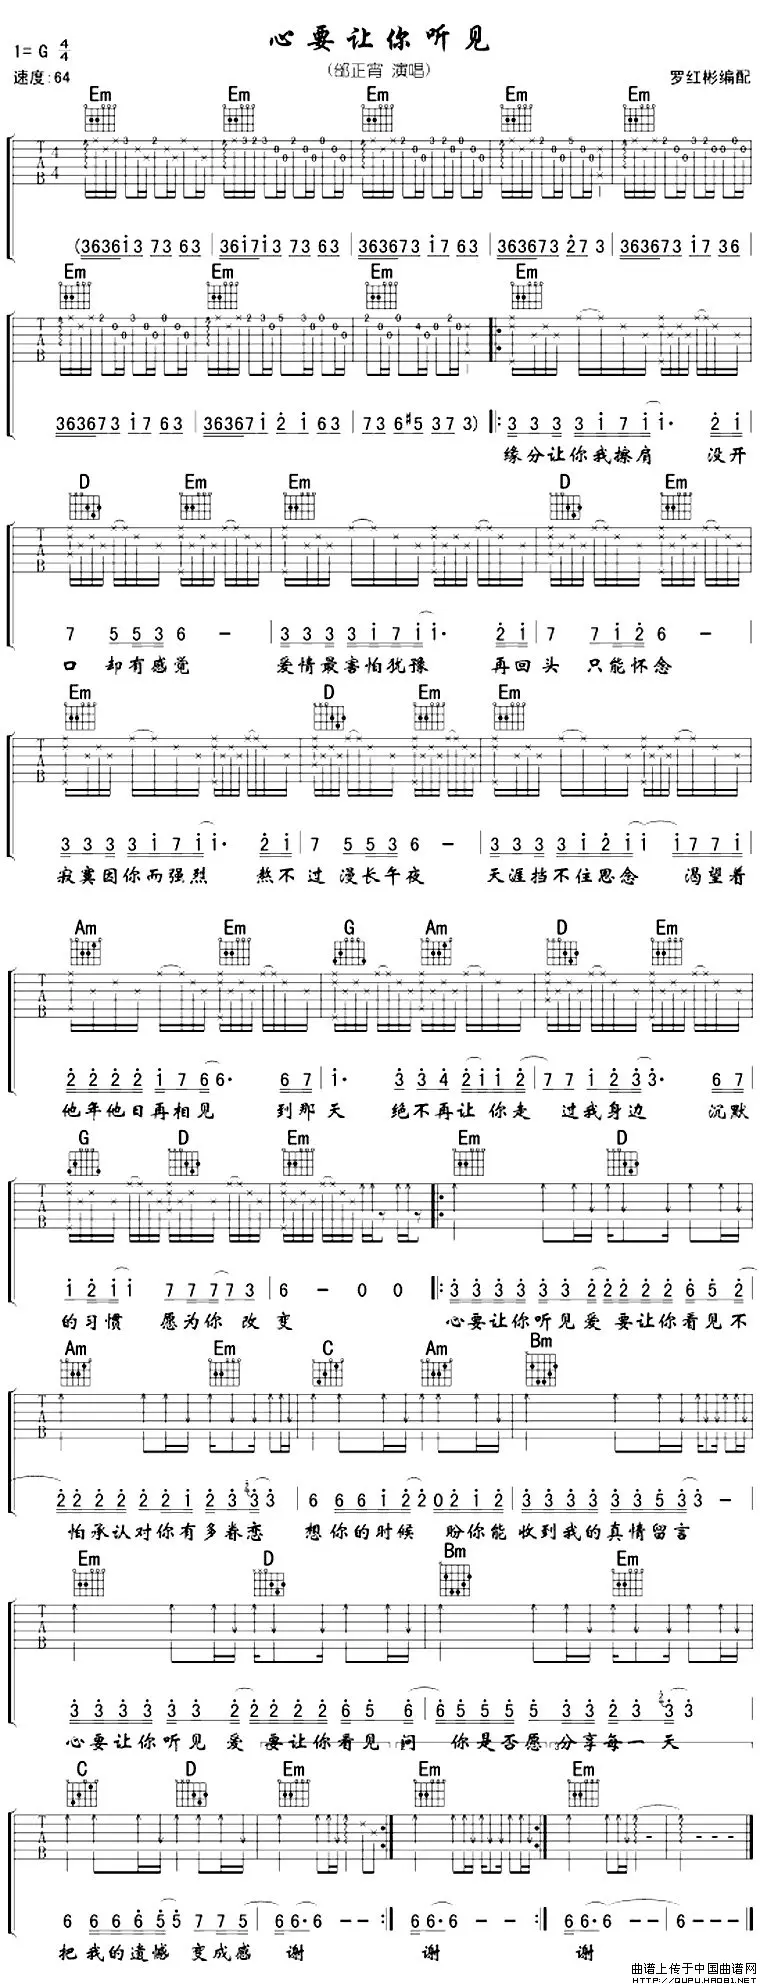 心要让你听见
1= G 4/4
(邰正宵 演唱)
速度:64
罗红彬编配
Em Em Em Em Em
T A B 4 4
(3636i3 73 63 | 36i7i3 73 63 | 363673 i7 63 | 363673 27 3 | 363673 i7 36 |
Em Em Em Em
363673 i7 63 | 36367i 2i 63 | 73 6#5 37 3) |: 3 3 3 3 i 7 i i· 2 i
缘分让你我擦肩 没开
D Em Em D Em
7 5 5 3 6 - | 3 3 3 3 i 7 i i· 2 i | 7 7 i 2 6 - |
口 却有感觉 爱情最害怕犹豫 再回头 只能怀念
Em D Em Em
3 3 3 3 i 7 i i· 2 i | 7 5 5 3 6 - | 3 3 3 3 i 2 i i i 7 7 i
寂寞因你而强烈 熬不过 漫长午夜 天涯挡不住思念 渴望着
Am Em G Am D Em
2 2 2 2 i 7 6 6· 6 7 | i· 3 3 4 2 i i 2 | 7 7 i 2 3 3· 6 7
他年他日再相见 到那天 绝不再让你走 过我身边 沉默
G D Em Em D
i 2 i i 7 7 7 7 7 3 | 6 - 0 0 |: 3 3 3 3 3 3 3 2 2 2 2 2 6 5 2
的习惯 愿为你 改变 心要让你听见爱 要让你看见不
Am Em C Am Bm
2 2 2 2 2 2 i 2 3 3 3 | 6 6 6 i 2 2 0 2 i 2 | 3 3 3 3 3 3 5 3 3 -
怕承认对你有多眷恋 想你的时候 盼你能 收到我的真情留言
Em D Bm Em
3 3 3 3 3 3 2 2 2 2 2 6 5 6 | 6 5 5 5 5 3 3 3 3 3
心要让你听见 爱 要让你看见 问 你是否愿分享每一天
C D Em Em Em
6 6 6 6 5 5 7 7 5 | 6 6· 6 - :| 6 6· 6 - :| 6 6· 6 - | 6 - - - |
把我的遗憾 变成感 谢 谢 谢
曲谱上传于中国曲谱网
HTTP://QUPU.HAO81.NET